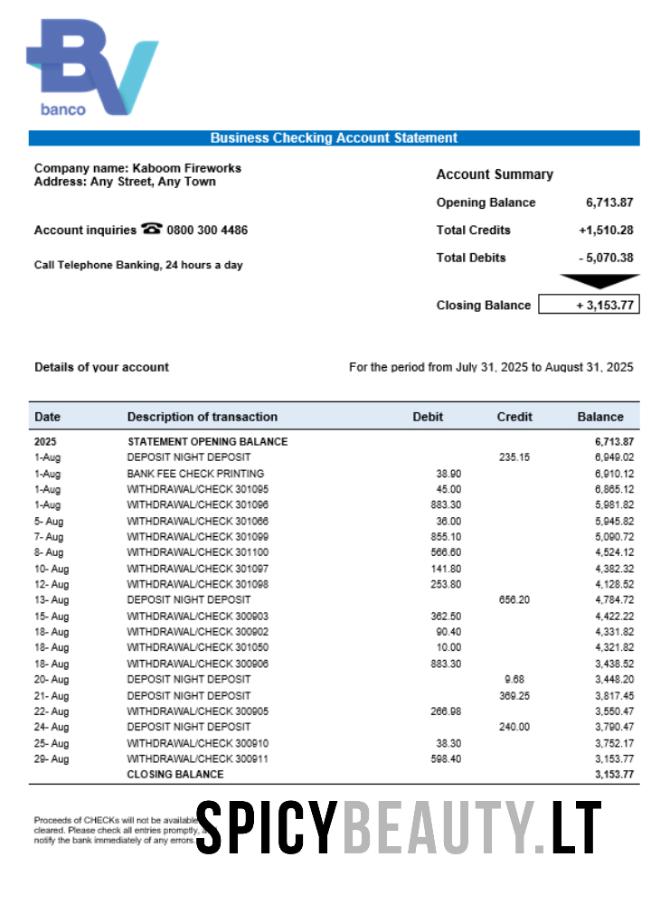 BV
banco
Business Checking Account Statement
Company name: Kaboom Fireworks
Address: Any Street, Any Town
Account inquiries ☎ 0800 300 4486
Call Telephone Banking, 24 hours a day
Account Summary
Opening Balance 6,713.87
Total Credits +1,510.28
Total Debits - 5,070.38
Closing Balance + 3,153.77
Details of your account For the period from July 31, 2025 to August 31, 2025
Date Description of transaction Debit Credit Balance
2025 STATEMENT OPENING BALANCE 6,713.87
1-Aug DEPOSIT NIGHT DEPOSIT 235.15 6,949.02
1-Aug BANK FEE CHECK PRINTING 38.90 6,910.12
1-Aug WITHDRAWAL/CHECK 301095 45.00 6,865.12
1-Aug WITHDRAWAL/CHECK 301096 883.30 5,981.82
5- Aug WITHDRAWAL/CHECK 301066 36.00 5,945.82
7- Aug WITHDRAWAL/CHECK 301099 855.10 5,090.72
8- Aug WITHDRAWAL/CHECK 301100 566.60 4,524.12
10- Aug WITHDRAWAL/CHECK 301097 141.80 4,382.32
12- Aug WITHDRAWAL/CHECK 301098 253.80 4,128.52
13- Aug DEPOSIT NIGHT DEPOSIT 656.20 4,784.72
15- Aug WITHDRAWAL/CHECK 300903 362.50 4,422.22
18- Aug WITHDRAWAL/CHECK 300902 90.40 4,331.82
18- Aug WITHDRAWAL/CHECK 301050 10.00 4,321.82
18- Aug WITHDRAWAL/CHECK 300906 883.30 3,438.52
20- Aug DEPOSIT NIGHT DEPOSIT 9.68 3,448.20
21- Aug DEPOSIT NIGHT DEPOSIT 369.25 3,817.45
22- Aug WITHDRAWAL/CHECK 300905 266.98 3,550.47
24- Aug DEPOSIT NIGHT DEPOSIT 240.00 3,790.47
25- Aug WITHDRAWAL/CHECK 300910 38.30 3,752.17
29- Aug WITHDRAWAL/CHECK 300911 598.40 3,153.77
CLOSING BALANCE 3,153.77
Proceeds of CHECKs will not be available
cleared. Please check all entries promptly,
notify the bank immediately of any errors.
SPICYBEAUTY.LT